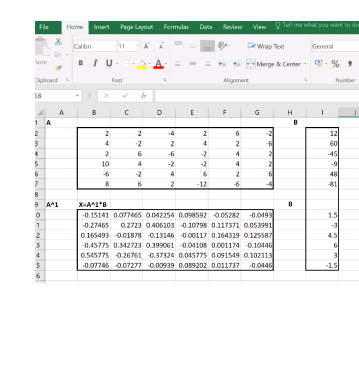 File Home Insert Page Layout Formulas Data Review View Tell me what you want to do
Calibri 11 A A Wrap Text General
B I U A Merge & Center % ,
Clipboard Font Alignment Number
18 fx
A B C D E F G H I J
1 A B
2 2 2 -4 2 6 -2 12
3 4 -2 2 4 2 -6 60
4 2 6 -6 -2 4 2 -45
5 10 4 -2 -2 4 2 -9
6 -6 -2 4 6 2 6 48
7 8 6 2 -12 -6 -4 -81
8
9 A^1 X=A^1*B B
0 -0.15141 0.077465 0.042254 0.098592 -0.05282 -0.0493 1.5
1 -0.27465 0.2723 0.406103 -0.10798 0.117371 0.053991 -3
2 0.165493 -0.01878 -0.13146 -0.00117 0.164319 0.125587 4.5
3 -0.45775 0.342723 0.399061 -0.04108 0.001174 -0.10446 6
4 0.545575 -0.26761 -0.37324 0.045775 0.091549 0.102113 3
5 -0.07746 -0.07277 -0.00939 0.089202 0.011737 -0.0446 -1.5
6